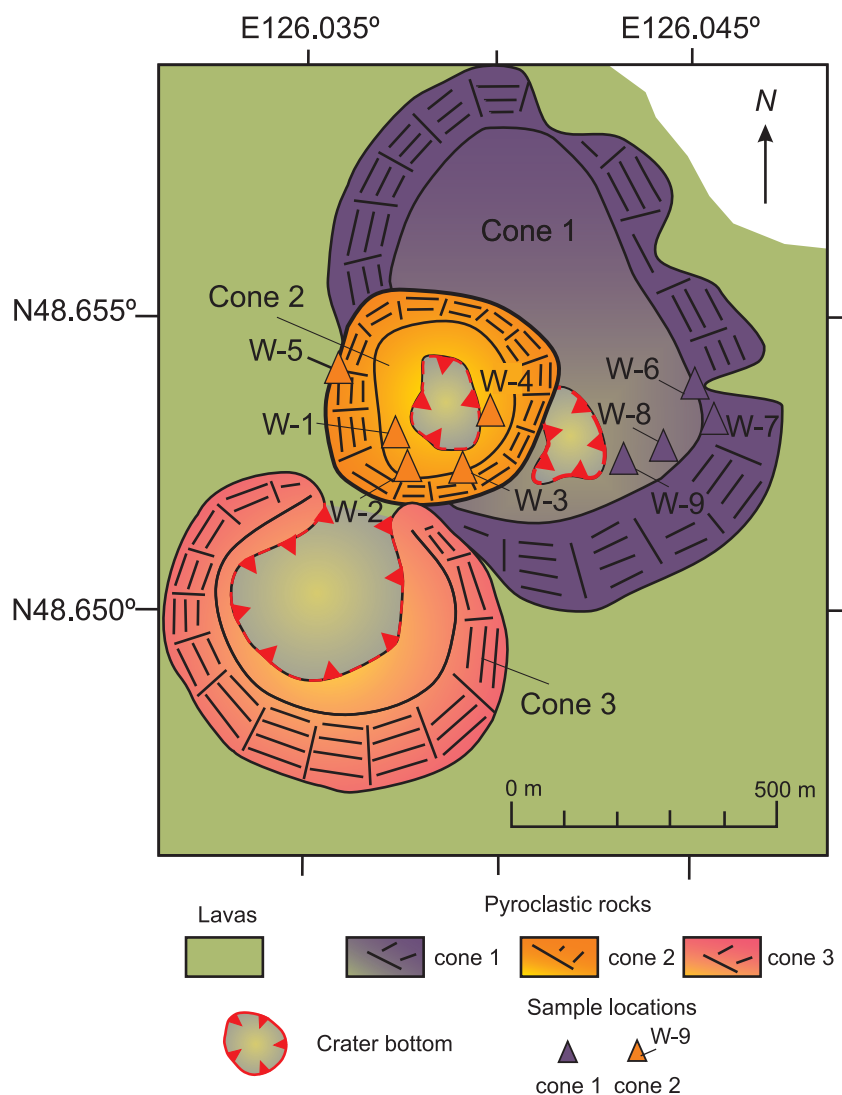 E126.035º
E126.045º
N
Cone 1
Cone 2
N48.655º
W-5
W-4
W-6
W-1
W-8
W-7
W-9
W-3
W-2
N48.650º
Cone 3
0 m
500 m
Lavas
Pyroclastic rocks
cone 1
cone 2
cone 3
Sample locations
Crater bottom
W-9
cone 1
cone 2